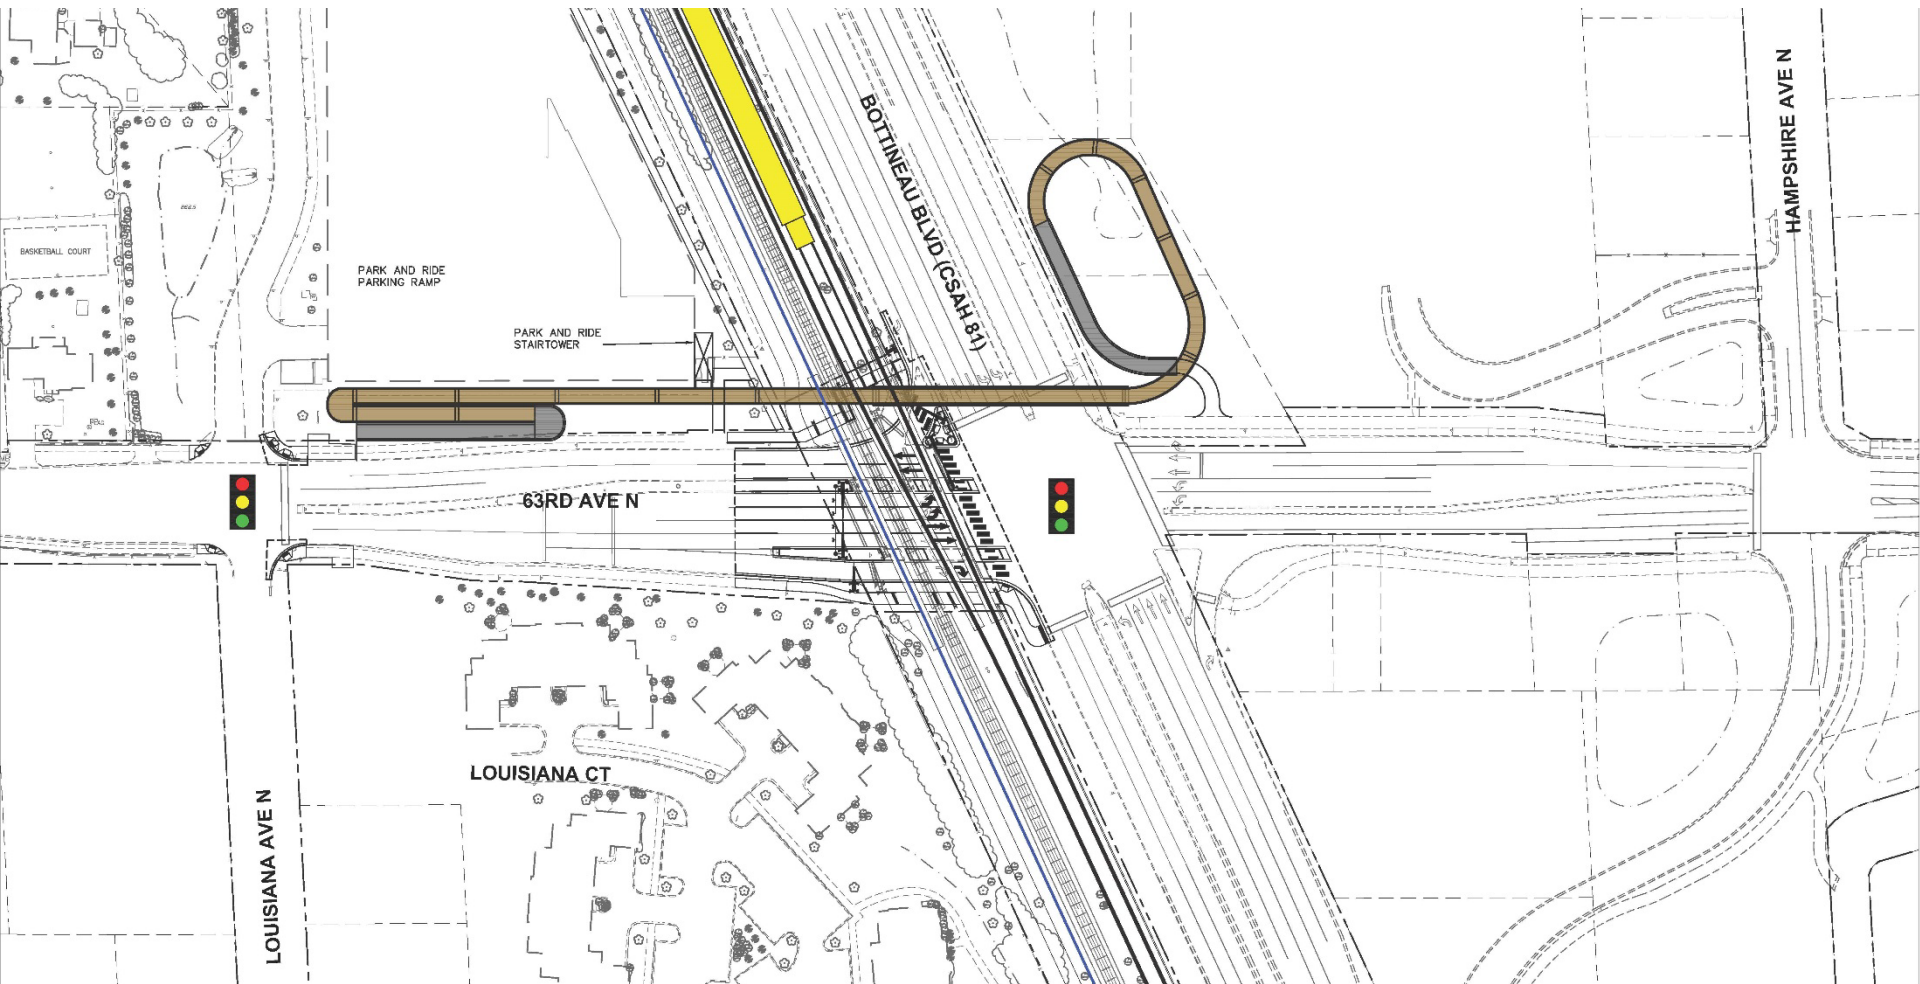 BOTTINEAU BLVD (CSAH 81)
HAMPSHIRE AVE N
BASKETBALL COURT
PARK AND RIDE
PARKING RAMP
PARK AND RIDE
STAIRTOWER
63RD AVE N
LOUISIANA CT
LOUISIANA AVE N